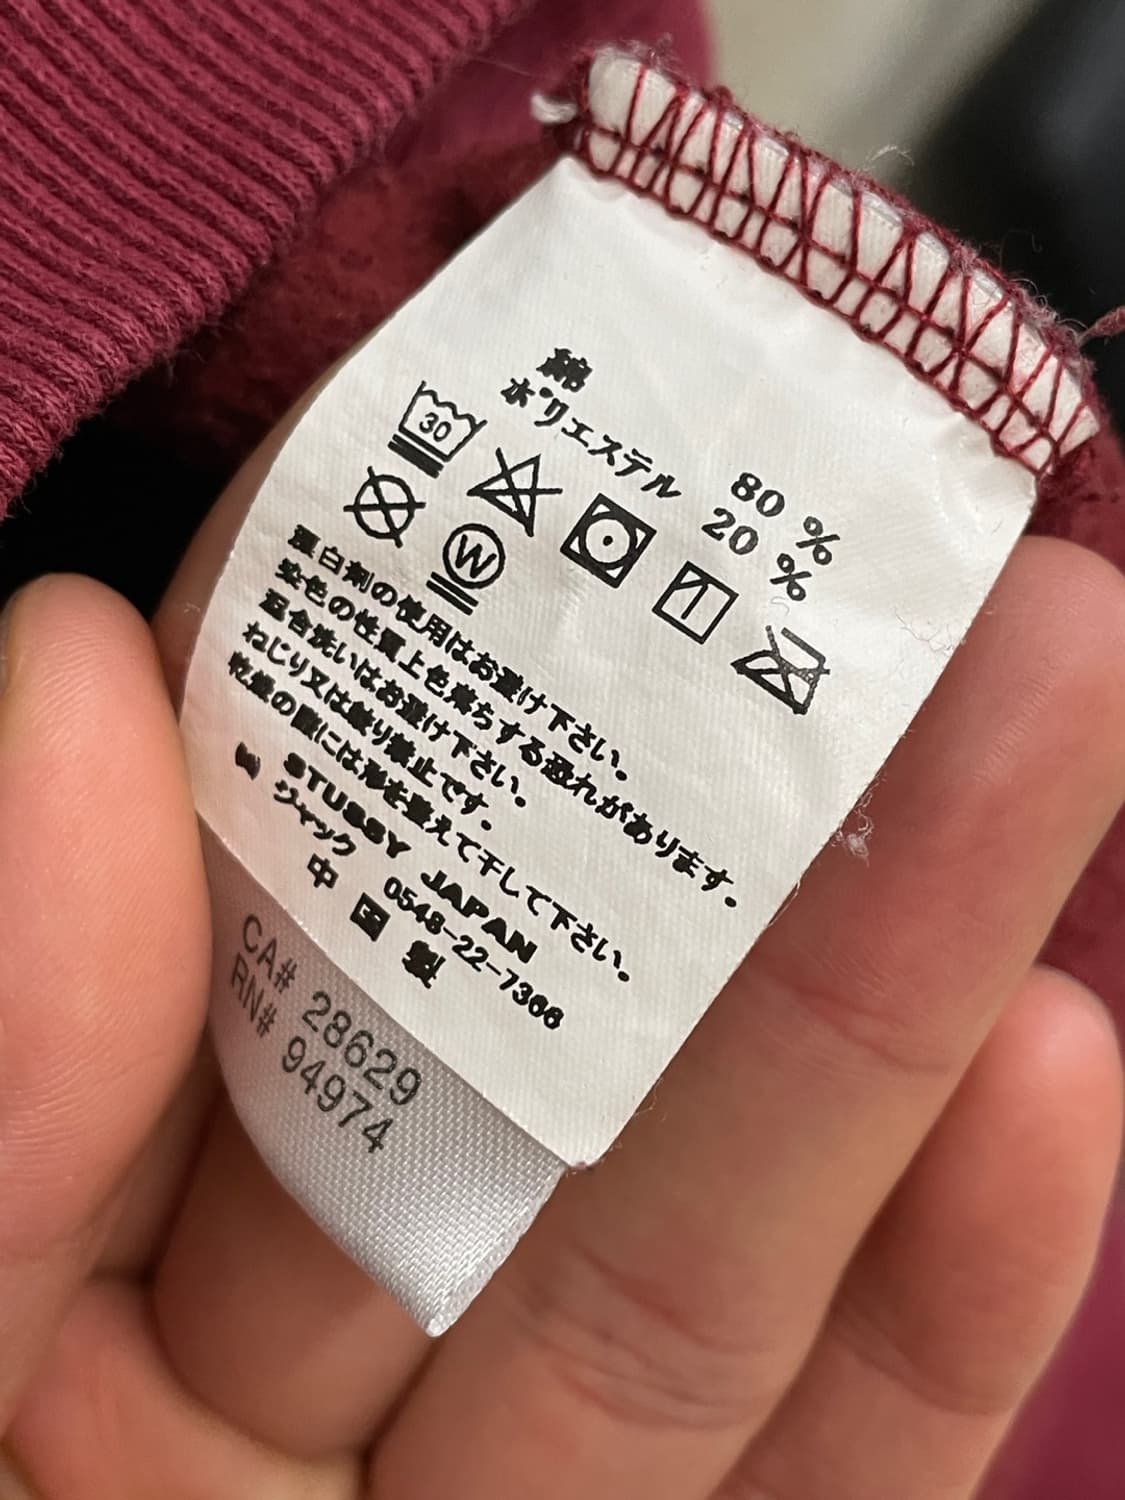 綿 80 %
ポリエステル 20 %
30
W
漂白剤の使用はお避け下さい。
染色の性質上色落ちする恐れがあります。
配合洗いはお避け下さい。
ねじり又は絞り禁止です。
乾燥の際には形を整えて干して下さい。
STUSSY JAPAN
ジャック 0548-22-7366
中国製
CA# 28629
RN# 94974